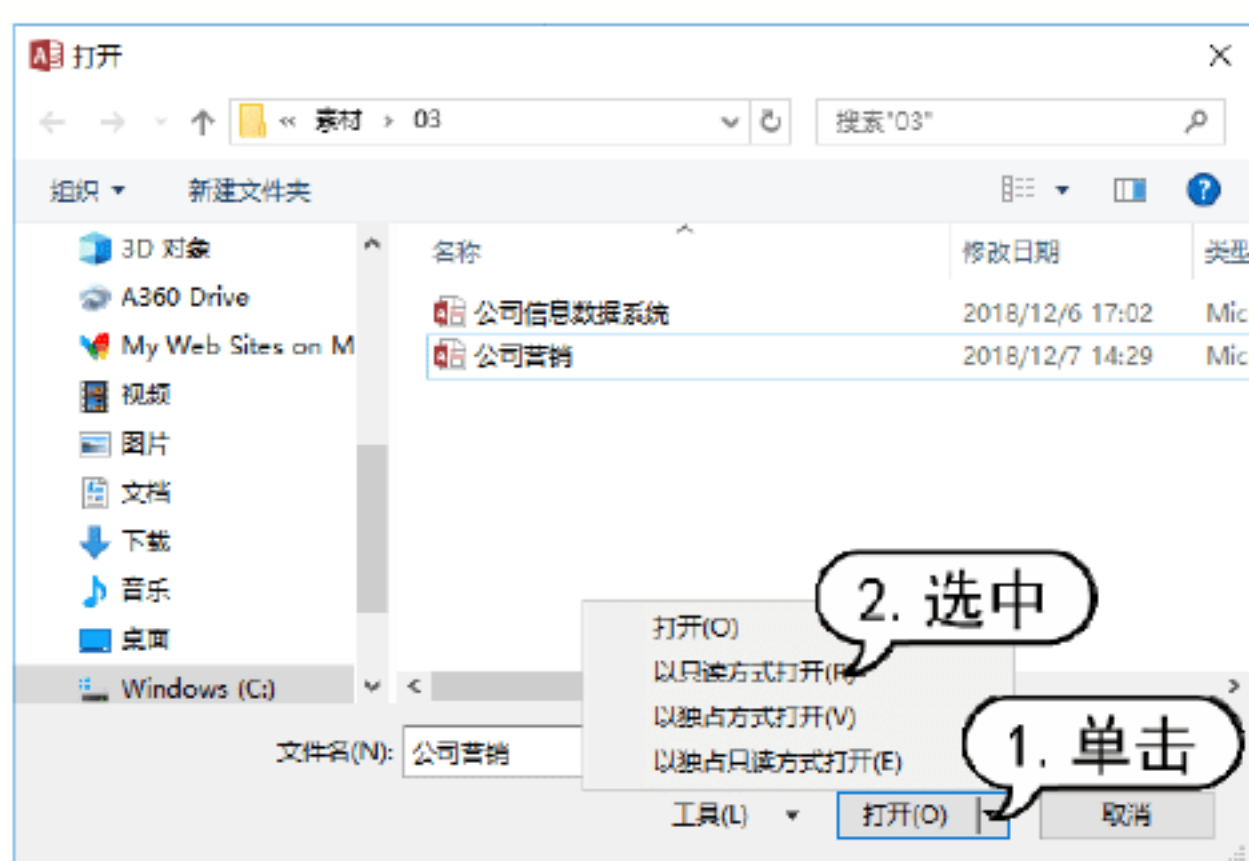 打开
« 素材 › 03
搜索"03"
组织
新建文件夹
3D 对象
A360 Drive
My Web Sites on M
视频
图片
文档
下载
音乐
桌面
Windows (C:)
名称
修改日期
类型
公司信息数据系统
2018/12/6 17:02
Mic
公司营销
2018/12/7 14:29
Mic
打开(O)
以只读方式打开(R)
以独占方式打开(V)
以独占只读方式打开(E)
2. 选中
1. 单击
文件名(N):
公司营销
工具(L)
打开(O)
取消